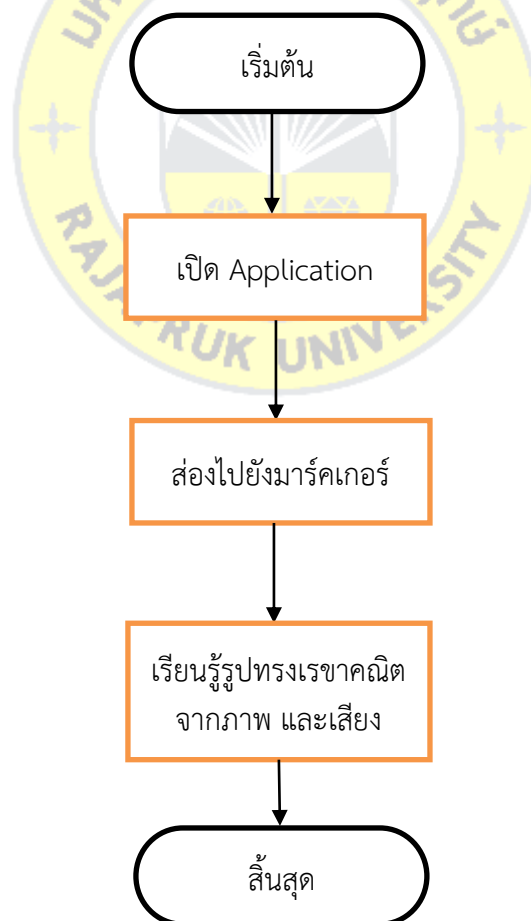 เริ่มต้น
เปิด Application
RUK UNIVERSITY
ส่องไปยังมาร์คเกอร์
เรียนรู้รูปทรงเรขาคณิต
จากภาพ และเสียง
สิ้นสุด